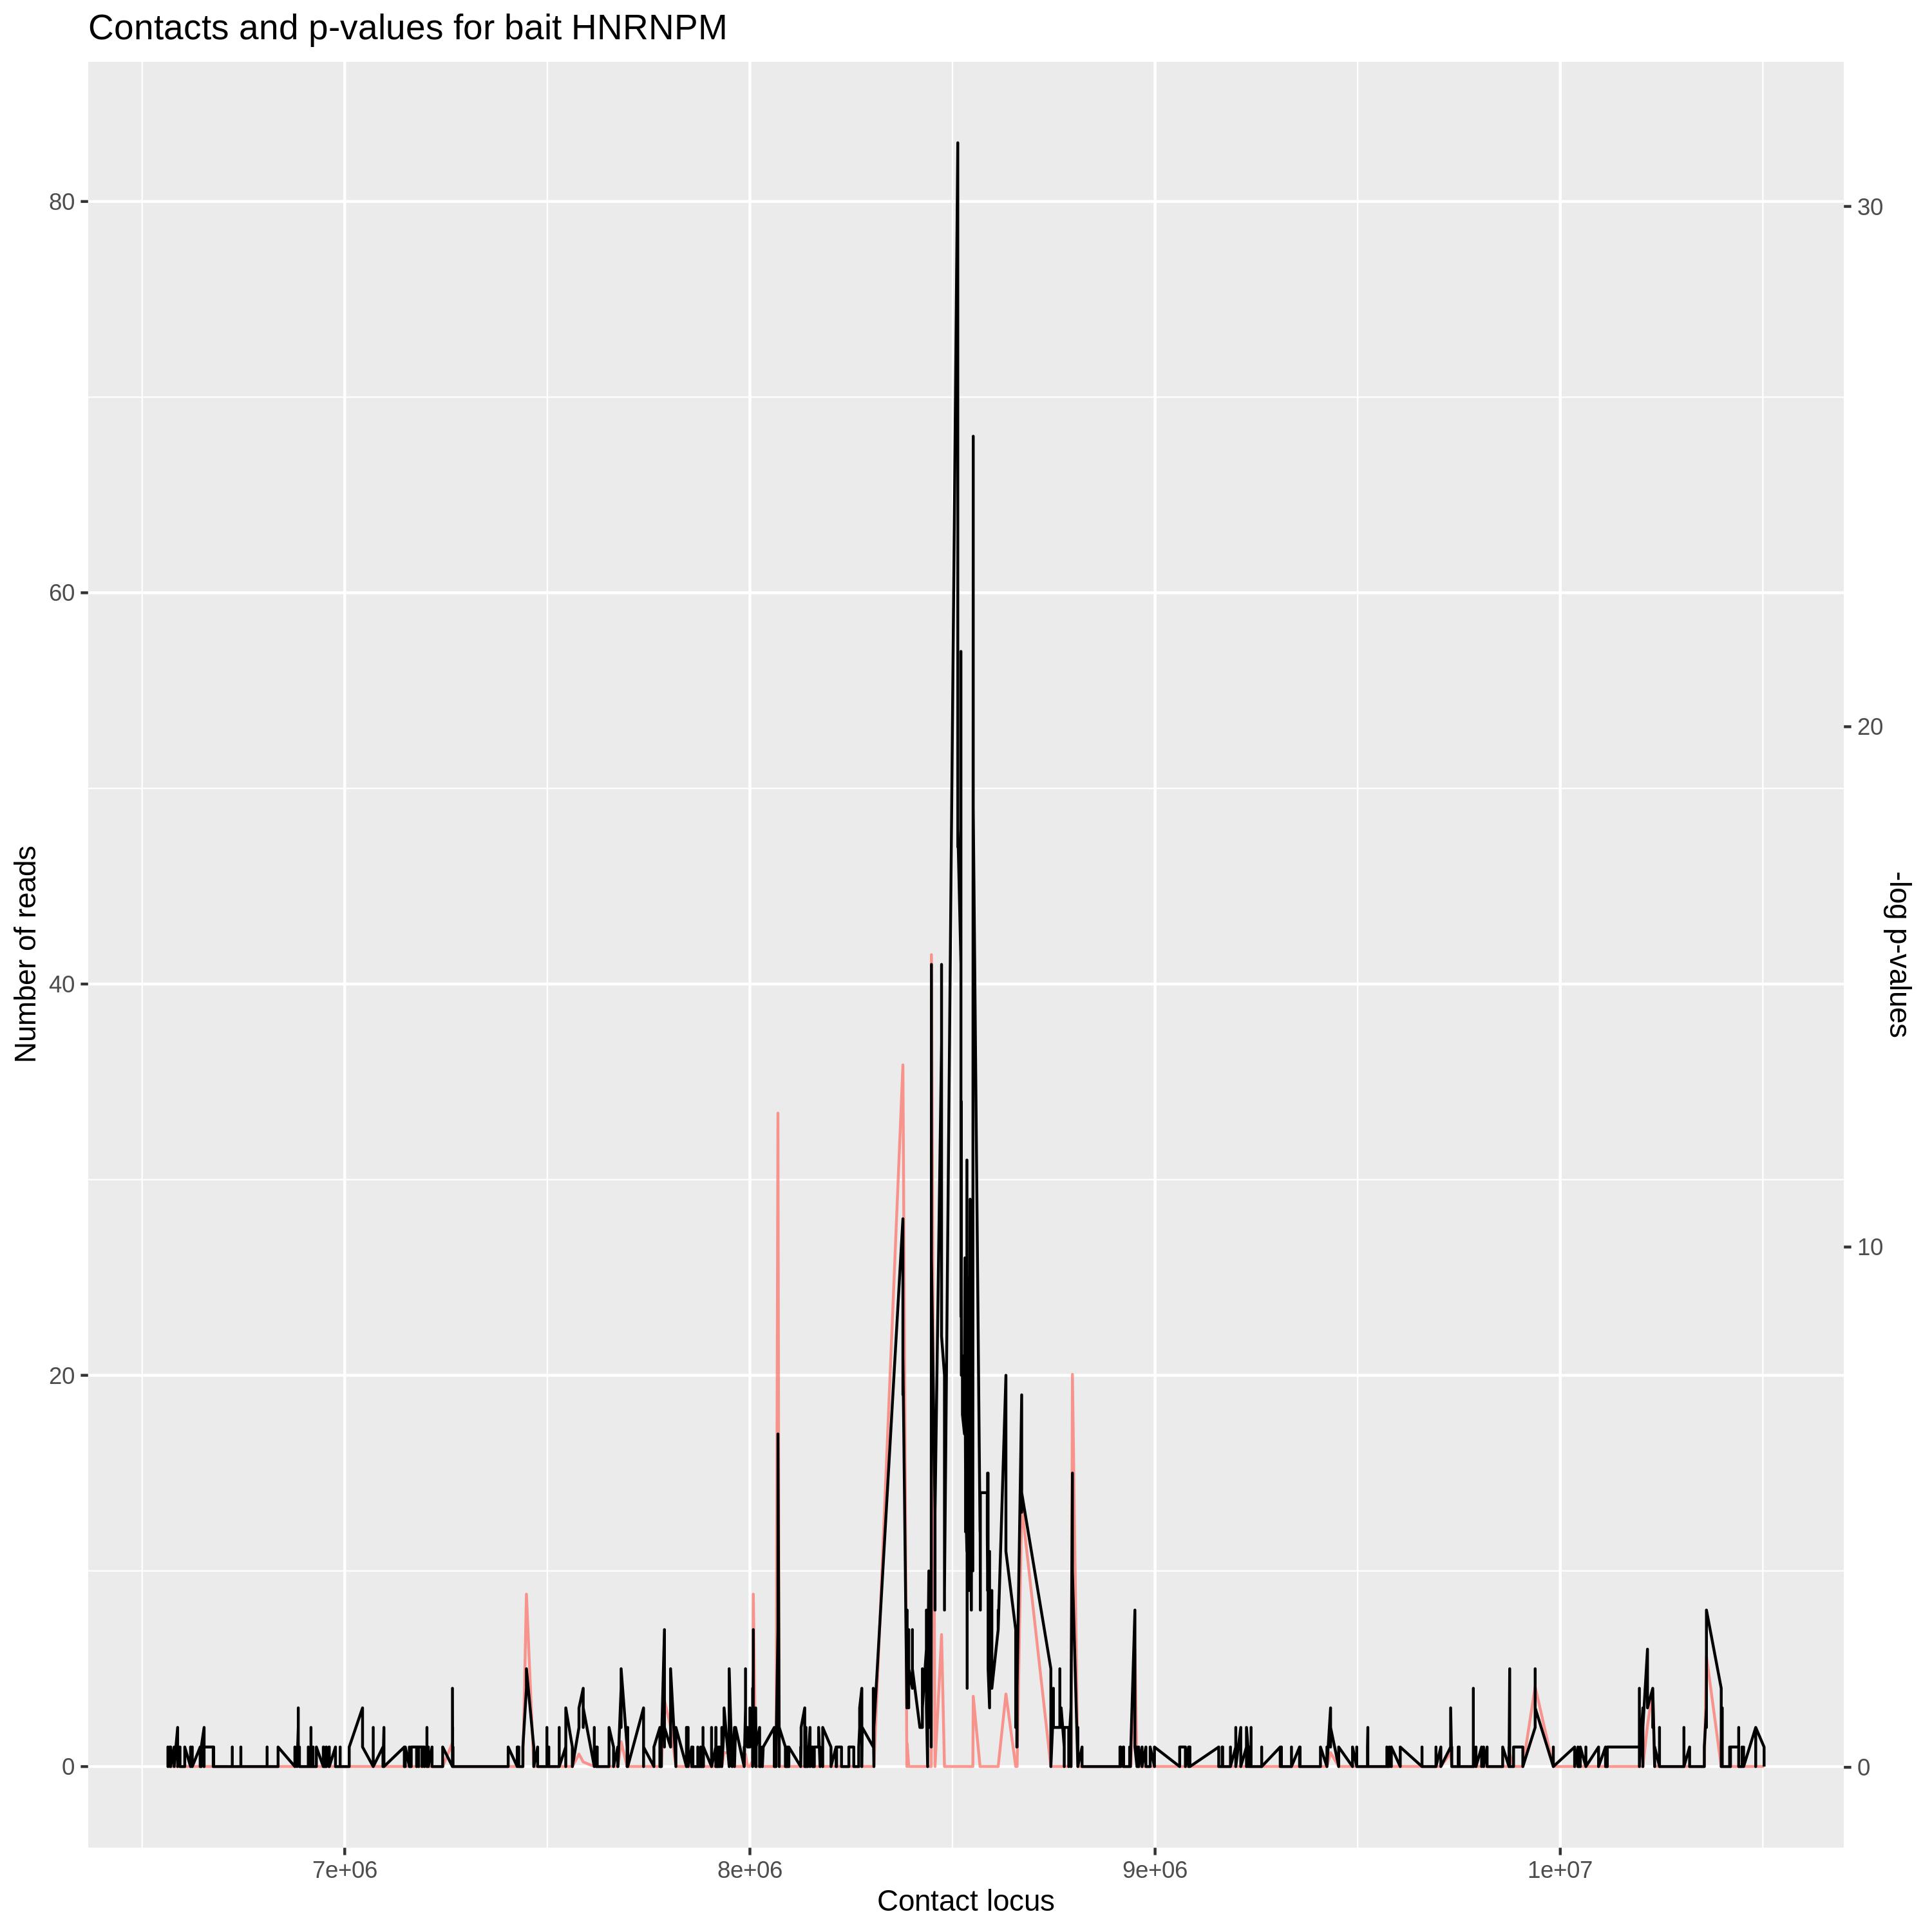 Contacts and p-values for bait HNRNPM
80
60
40
20
0
Number of reads
30
20
10
0
-log p-values
7e+06
8e+06
9e+06
1e+07
Contact locus